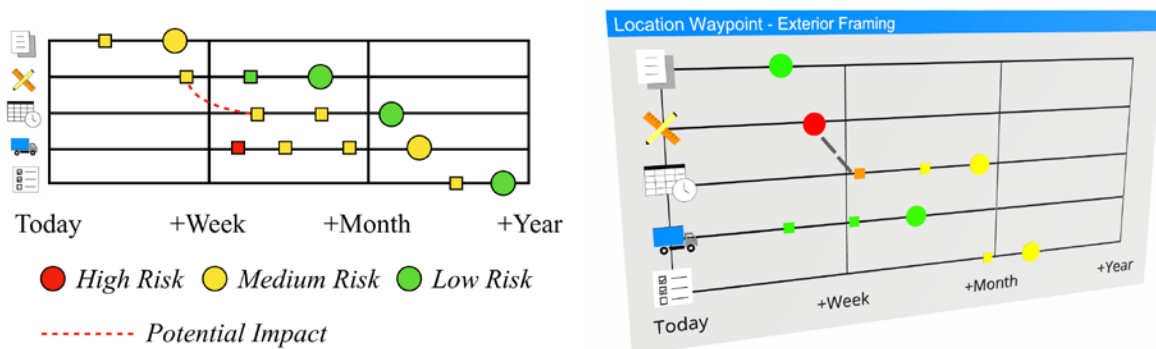 Today +Week +Month +Year
High Risk Medium Risk Low Risk
Potential Impact
Location Waypoint - Exterior Framing
Today +Week +Month +Year